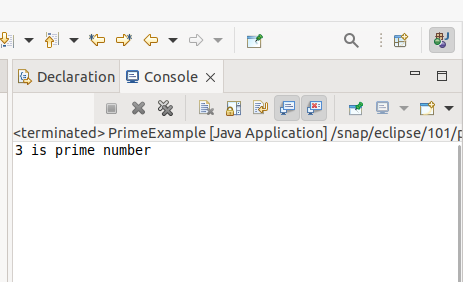 Declaration
Console
<terminated> PrimeExample [Java Application] /snap/eclipse/101/p
3 is prime number